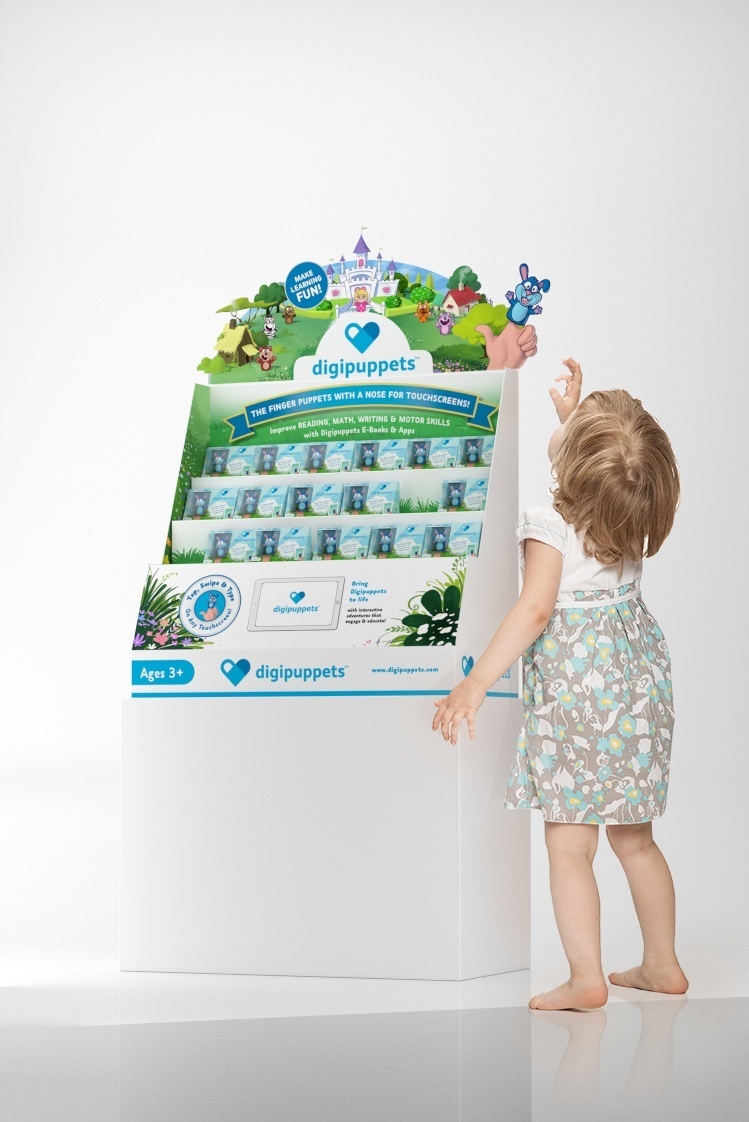 MAKE
LEARNING
FUN!
digipuppets™
THE FINGER PUPPETS WITH A NOSE FOR TOUCHSCREENS!
Improve READING, MATH, WRITING & MOTOR SKILLS
with Digipuppets E-Books & Apps
Tap, Swipe & Type
On Any Touchscreen!
digipuppets
Bring
Digipuppets
to life
with interactive
adventures that
engage & educate!
Ages 3+
digipuppets™
www.digipuppets.com